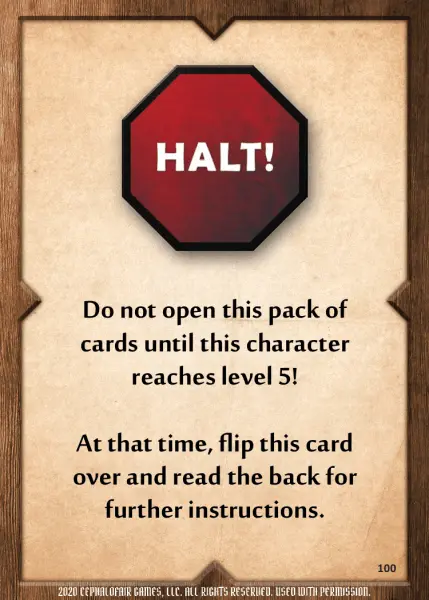 HALT!
Do not open this pack of
cards until this character
reaches level 5!
At that time, flip this card
over and read the back for
further instructions.
100
2020 CEPHALOFAIR GAMES, LLC. ALL RIGHTS RESERVED. USED WITH PERMISSION.